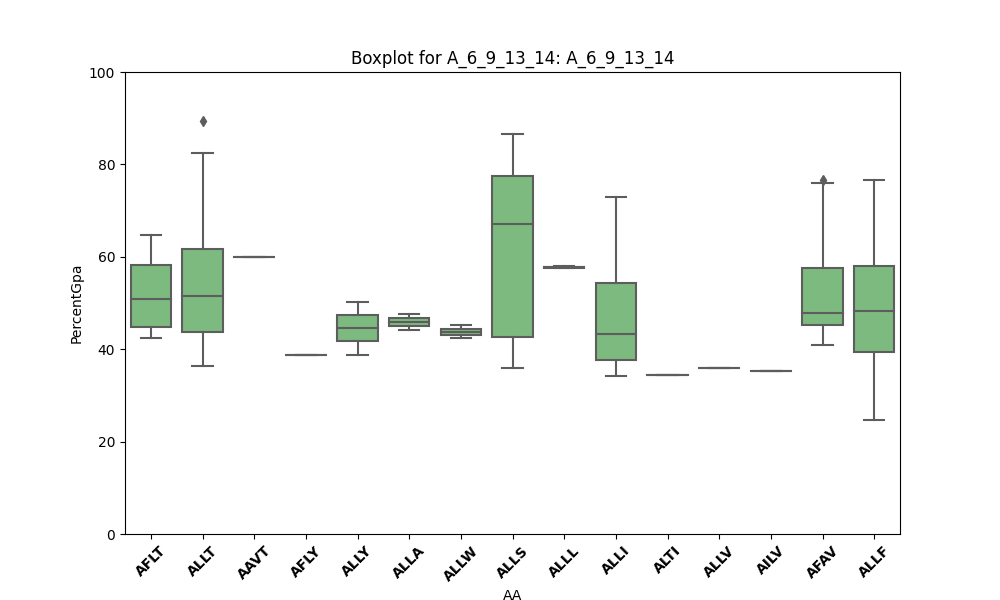 Boxplot for A_6_9_13_14: A_6_9_13_14
100
80
60
40
20
0
PercentGpa
AFLT ALLT AAVT AFLY ALLY ALLA ALLW ALLS ALLL ALLI ALTI ALLV AILV AFAV ALLF
AA